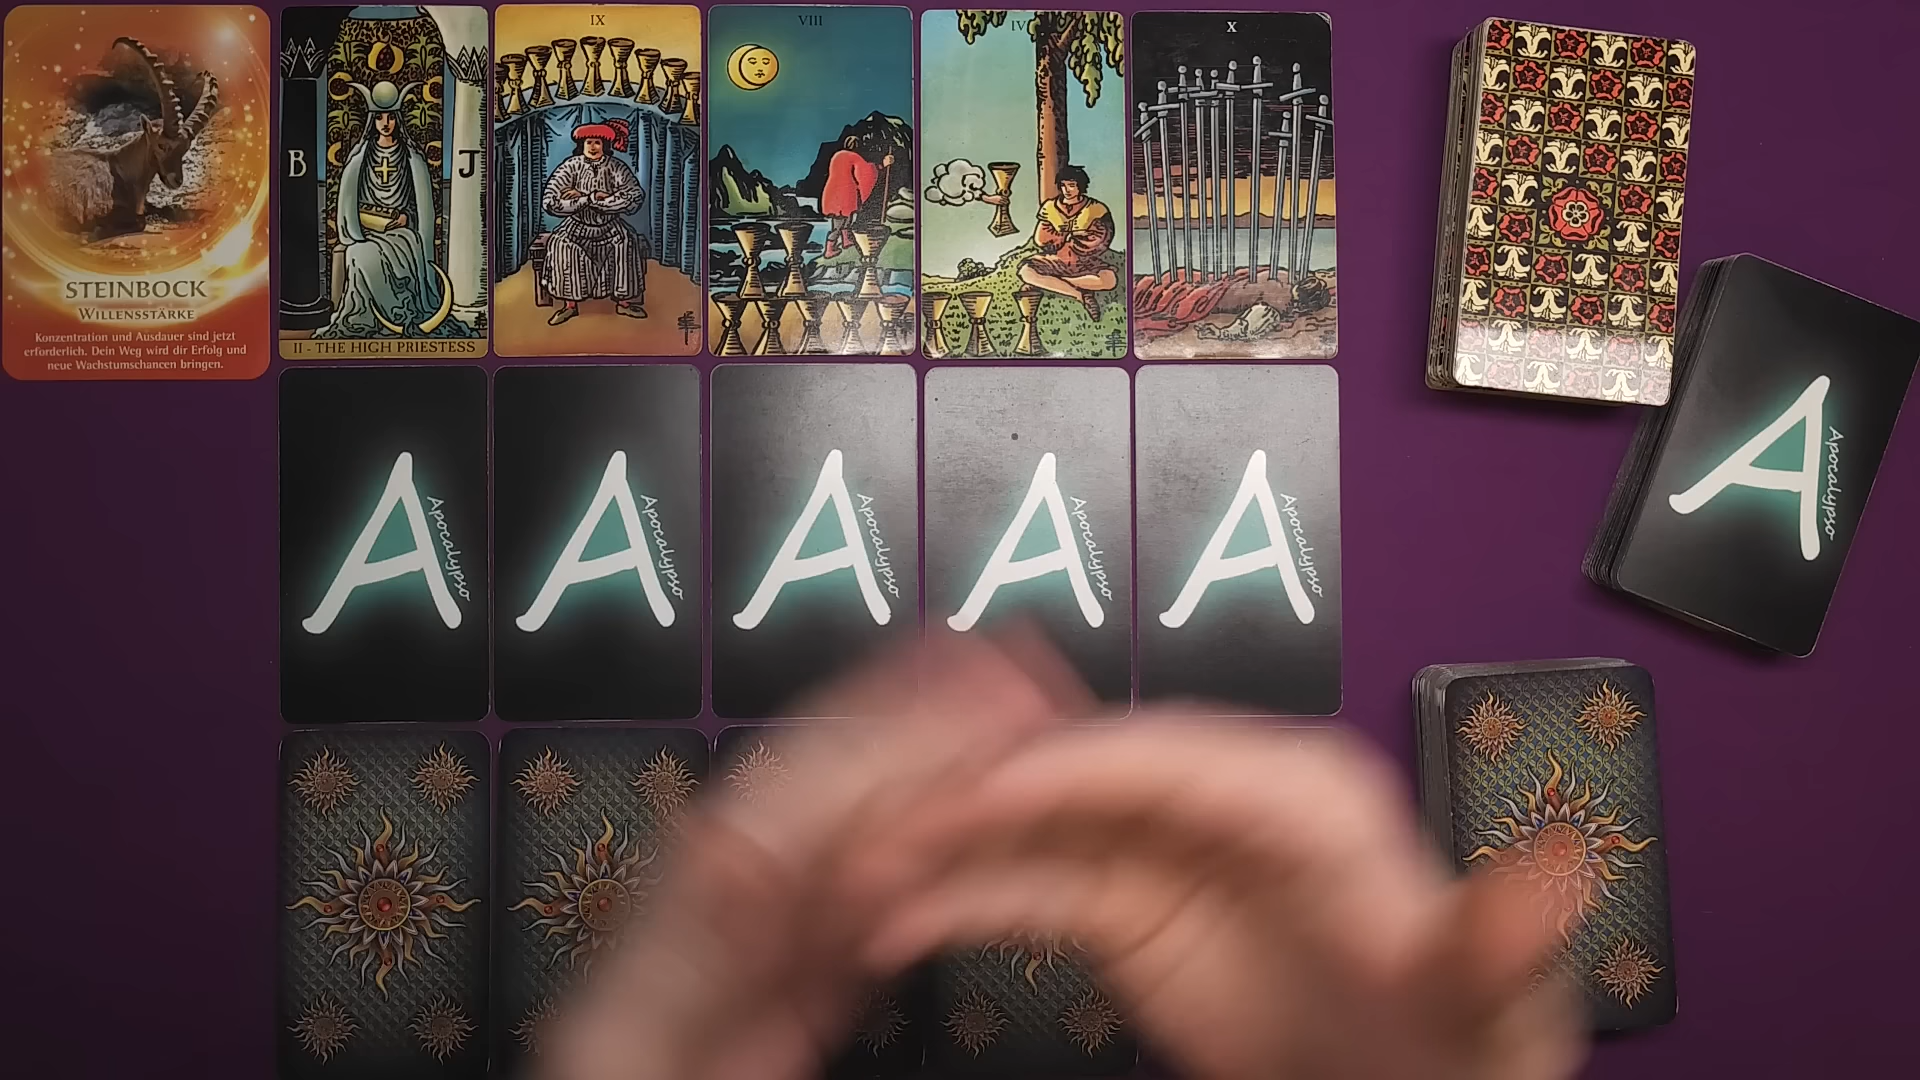 STEINBOCK
WILLENSSTÄRKE
Konzentration und Ausdauer sind jetzt
erforderlich. Dein Weg wird dir Erfolg und
neue Wachstumschancen bringen.
B
J
II - THE HIGH PRIESTESS
IX
VIII
IV
X
A
Apocalypso
A
Apocalypso
A
Apocalypso
A
Apocalypso
A
Apocalypso
A
Apocalypso